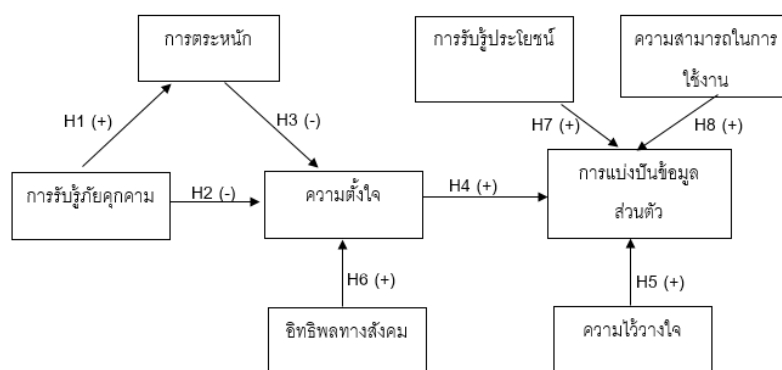 การตระหนัก
การรับรู้ประโยชน์
ความสามารถในการ
ใช้งาน
H1 (+)
H3 (-)
H7 (+)
H8 (+)
การรับรู้ภัยคุกคาม
H2 (-)
ความตั้งใจ
H4 (+)
การแบ่งปันข้อมูล
ส่วนตัว
H6 (+)
H5 (+)
อิทธิพลทางสังคม
ความไว้วางใจ